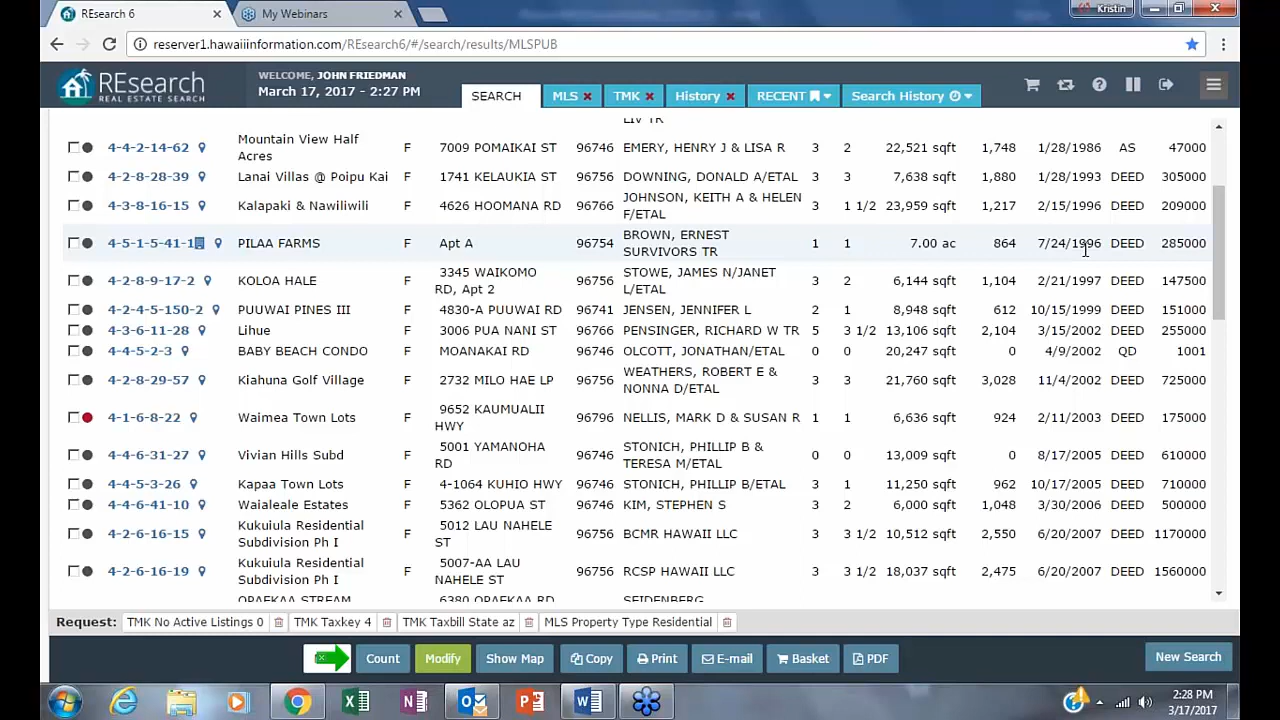 REsearch 6
My Webinars
Kristin
reserver1.hawaiiinformation.com/REsearch6/#/search/results/MLSPUB
REsearch
REAL ESTATE SEARCH
WELCOME, JOHN FRIEDMAN
March 17, 2017 - 2:27 PM
SEARCH MLS TMK History RECENT Search History
LIV TR
4-4-2-14-62 Mountain View Half Acres F 7009 POMAIKAI ST 96746 EMERY, HENRY J & LISA R 3 2 22,521 sqft 1,748 1/28/1986 AS 47000
4-2-8-28-39 Lanai Villas @ Poipu Kai F 1741 KELAUKIA ST 96756 DOWNING, DONALD A/ETAL 3 3 7,638 sqft 1,880 1/28/1993 DEED 305000
4-3-8-16-15 Kalapaki & Nawiliwili F 4626 HOOMANA RD 96766 JOHNSON, KEITH A & HELEN F/ETAL 3 1 1/2 23,959 sqft 1,217 2/15/1996 DEED 209000
4-5-1-5-41-1 PILAA FARMS F Apt A 96754 BROWN, ERNEST SURVIVORS TR 1 1 7.00 ac 864 7/24/1996 DEED 285000
4-2-8-9-17-2 KOLOA HALE F 3345 WAIKOMO RD, Apt 2 96756 STOWE, JAMES N/JANET L/ETAL 3 2 6,144 sqft 1,104 2/21/1997 DEED 147500
4-2-4-5-150-2 PUUWAI PINES III F 4830-A PUUWAI RD 96741 JENSEN, JENNIFER L 2 1 8,948 sqft 612 10/15/1999 DEED 151000
4-3-6-11-28 Lihue F 3006 PUA NANI ST 96766 PENSINGER, RICHARD W TR 5 3 1/2 13,106 sqft 2,104 3/15/2002 DEED 255000
4-4-5-2-3 BABY BEACH CONDO F MOANAKAI RD 96746 OLCOTT, JONATHAN/ETAL 0 0 20,247 sqft 0 4/9/2002 QD 1001
4-2-8-29-57 Kiahuna Golf Village F 2732 MILO HAE LP 96756 WEATHERS, ROBERT E & NONNA D/ETAL 3 3 21,760 sqft 3,028 11/4/2002 DEED 725000
4-1-6-8-22 Waimea Town Lots F 9652 KAUMUALII HWY 96796 NELLIS, MARK D & SUSAN R 1 1 6,636 sqft 924 2/11/2003 DEED 175000
4-4-6-31-27 Vivian Hills Subd F 5001 YAMANOHA RD 96746 STONICH, PHILLIP B & TERESA M/ETAL 0 0 13,009 sqft 0 8/17/2005 DEED 610000
4-4-5-3-26 Kapaa Town Lots F 4-1064 KUHIO HWY 96746 STONICH, PHILLIP B/ETAL 3 1 11,250 sqft 962 10/17/2005 DEED 710000
4-4-6-41-10 Waialeale Estates F 5362 OLOPUA ST 96746 KIM, STEPHEN S 3 2 6,000 sqft 1,048 3/30/2006 DEED 500000
4-2-6-16-15 Kukuiula Residential Subdivision Ph I F 5012 LAU NAHELE ST 96756 BCMR HAWAII LLC 3 3 1/2 10,512 sqft 2,550 6/20/2007 DEED 1170000
4-2-6-16-19 Kukuiula Residential Subdivision Ph I F 5007-AA LAU NAHELE ST 96756 RCSP HAWAII LLC 3 3 1/2 18,037 sqft 2,475 6/20/2007 DEED 1560000
OPAEKAA STREAM 6380 OPAEKAA RD SEIDENBERG
Request: TMK No Active Listings 0 TMK Taxkey 4 TMK Taxbill State az MLS Property Type Residential
Count Modify Show Map Copy Print E-mail Basket PDF New Search
2:28 PM
3/17/2017